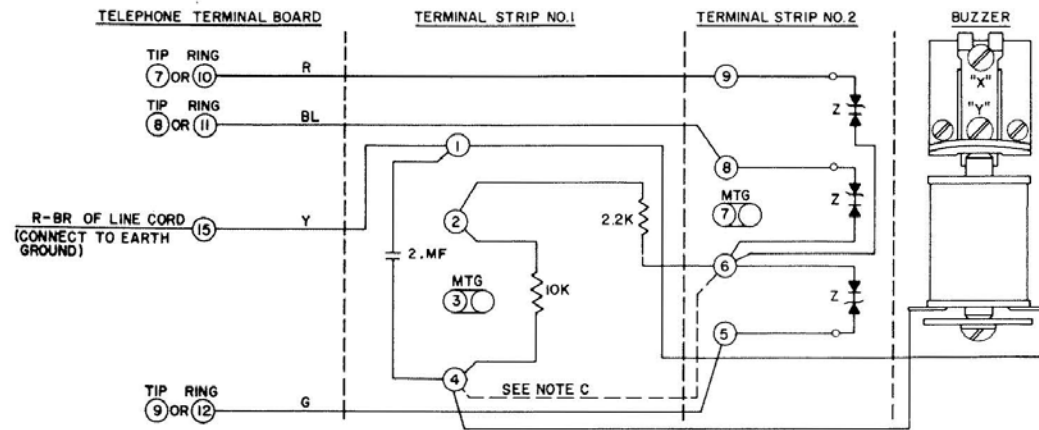 TELEPHONE TERMINAL BOARD
TERMINAL STRIP NO.1
TERMINAL STRIP NO.2
BUZZER
TIP RING
7 OR 10
R
9
Z
"X"
"Y"
TIP RING
8 OR 11
BL
1
8
Z
MTG
7
R-BR OF LINE CORD
(CONNECT TO EARTH
GROUND)
15
Y
2
2.2K
2.MF
6
MTG
3
10K
Z
5
4
SEE NOTE C
TIP RING
9 OR 12
G